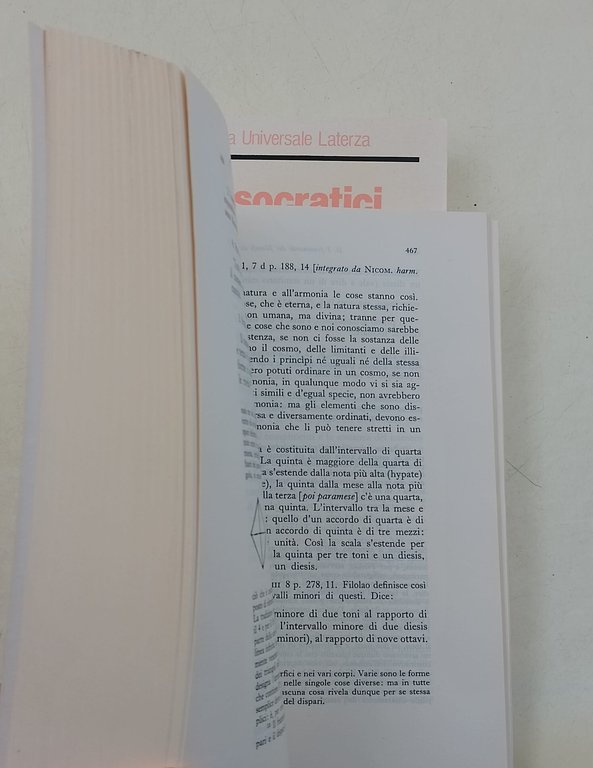 a Universale Laterza
socratici
467
1, 7 d p. 188, 14 [integrato da NICOM. harm.
natura e all'armonia le cose stanno così.
se, che è eterna, e la natura stessa, richie-
on umana, ma divina; tranne per que-
e cose che sono e noi conosciamo sarebbe
stenza, se non ci fosse la sostanza delle
no il cosmo, delle limitanti e delle illi-
endo i princìpi né uguali né della stessa
ero potuti ordinare in un cosmo, se non
monia, in qualunque modo vi si sia ag-
ti simili e d'egual specie, non avrebbero
monia: ma gli elementi che sono dis-
rsa e diversamente ordinati, devono es-
monia che li può tenere stretti in un
è costituita dall'intervallo di quarta
La quinta è maggiore della quarta di
a s'estende dalla nota più alta (hypate)
e), la quinta dalla mese alla nota più
lla terza [poi paramese] c'è una quarta,
na quinta. L'intervallo tra la mese e
: quello d'un accordo di quarta è di
n accordo di quinta è di tre mezzi:
unità. Così la scala s'estende per
la quinta per tre toni e un diesis,
un diesis.
III 8 p. 278, 11. Filolao definisce così
valli minori di questi. Dice:
minore di due toni al rapporto di
l'intervallo minore di due diesis
minori), al rapporto di nove ottavi.
rfici e nei vari corpi. Varie sono le forme
nelle singole cose diverse: ma in tutte
ascuna cosa rivela dunque per se stessa
del dispari.